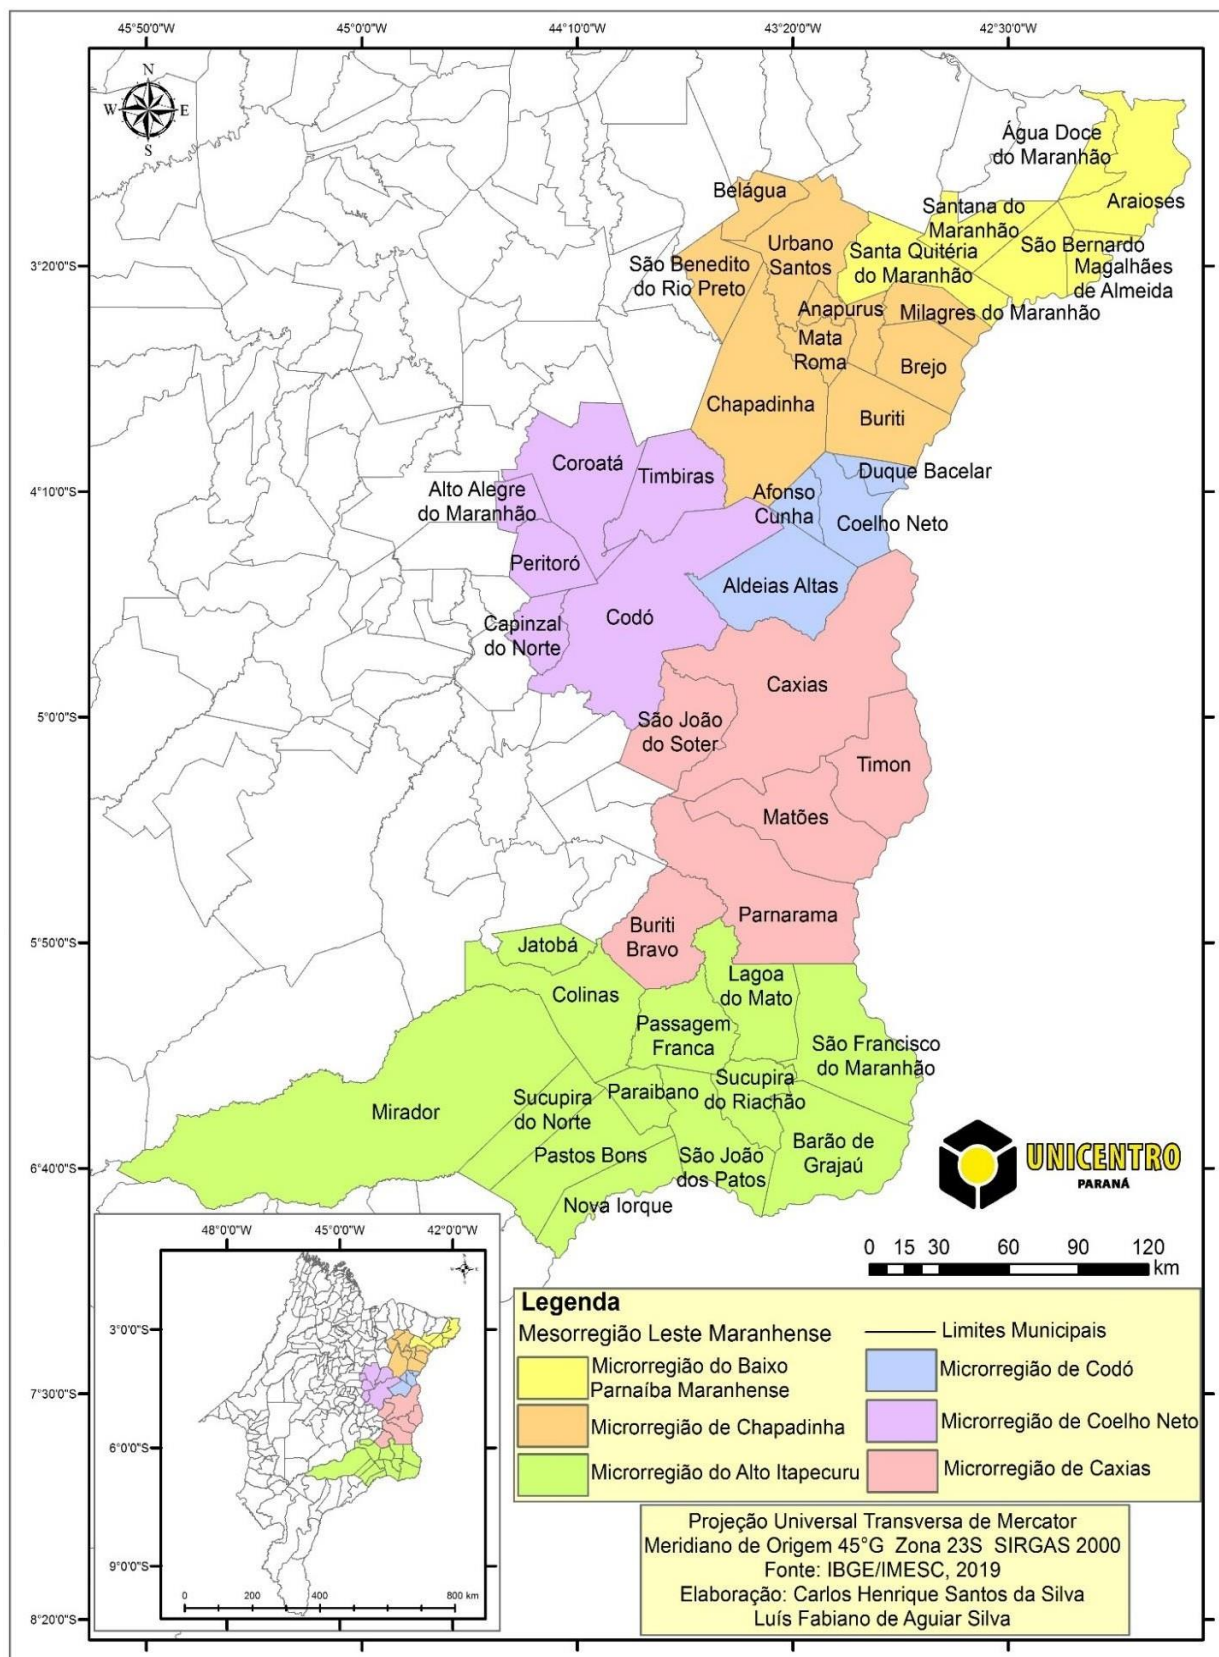 45°50'0"W
45°0'0"W
44°10'0"W
43°20'0"W
42°30'0"W
N
W
E
S
Água Doce
do Maranhão
Araioses
Belágua
Santana do
Maranhão
Urbano
Santos
Santa Quitéria
do Maranhão
São Bernardo
3°20'0"S
São Benedito
do Rio Preto
Magalhães
de Almeida
Anapurus
Milagres do Maranhão
Mata
Roma
Brejo
Chapadinha
Buriti
Coroatá
Timbiras
Duque Bacelar
4°10'0"S
Alto Alegre
do Maranhão
Afonso
Cunha
Coelho Neto
Peritoró
Aldeias Altas
Capinzal
do Norte
Codó
Caxias
5°0'0"S
São João
do Soter
Timon
Matões
Parnarama
Buriti
Bravo
5°50'0"S
Jatobá
Lagoa
do Mato
Colinas
Passagem
Franca
São Francisco
do Maranhão
Mirador
Sucupira
do Norte
Paraibano
Sucupira
do Riachão
Pastos Bons
São João
dos Patos
Barão de
Grajaú
6°40'0"S
Nova Iorque
UNICENTRO
PARANÁ
48°0'0"W
45°0'0"W
42°0'0"W
3°0'0"S
7°30'0"S
6°0'0"S
9°0'0"S
8°20'0"S
0 200 400 800 km
0 15 30 60 90 120
km
Legenda
Mesorregião Leste Maranhense
Limites Municipais
Microrregião do Baixo
Parnaíba Maranhense
Microrregião de Codó
Microrregião de Chapadinha
Microrregião de Coelho Neto
Microrregião do Alto Itapecuru
Microrregião de Caxias
Projeção Universal Transversa de Mercator
Meridiano de Origem 45°G Zona 23S SIRGAS 2000
Fonte: IBGE/IMESC, 2019
Elaboração: Carlos Henrique Santos da Silva
Luís Fabiano de Aguiar Silva